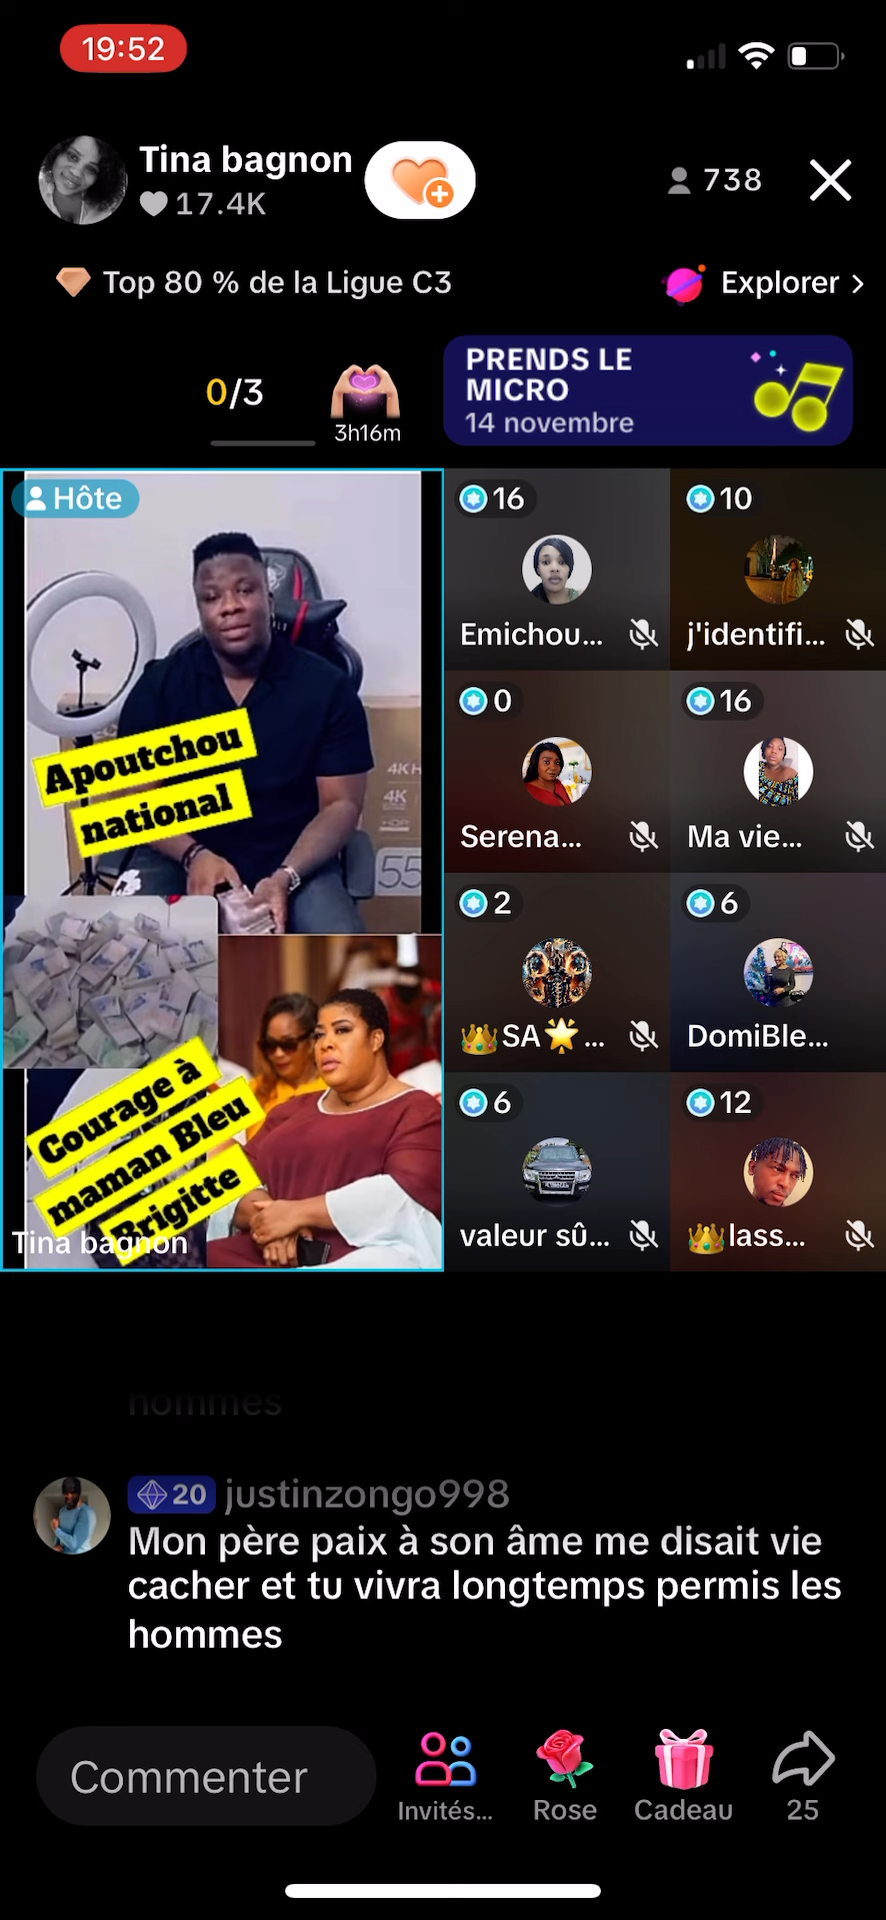 19:52
Tina bagnon
17.4K
738
Top 80 % de la Ligue C3
Explorer >
0/3
3h16m
PRENDS LE
MICRO
14 novembre
Hôte
Apoutchou
national
4K
55
Courage à
maman Bleu
Brigitte
Tina bagnon
16
Emichou...
10
j'identifi...
0
Serena...
16
Ma vie...
2
SA...
6
DomiBle...
6
valeur sû...
12
lass...
hommes
20 justinzongo998
Mon père paix à son âme me disait vie
cacher et tu vivra longtemps permis les
hommes
Commenter
Invités...
Rose
Cadeau
25